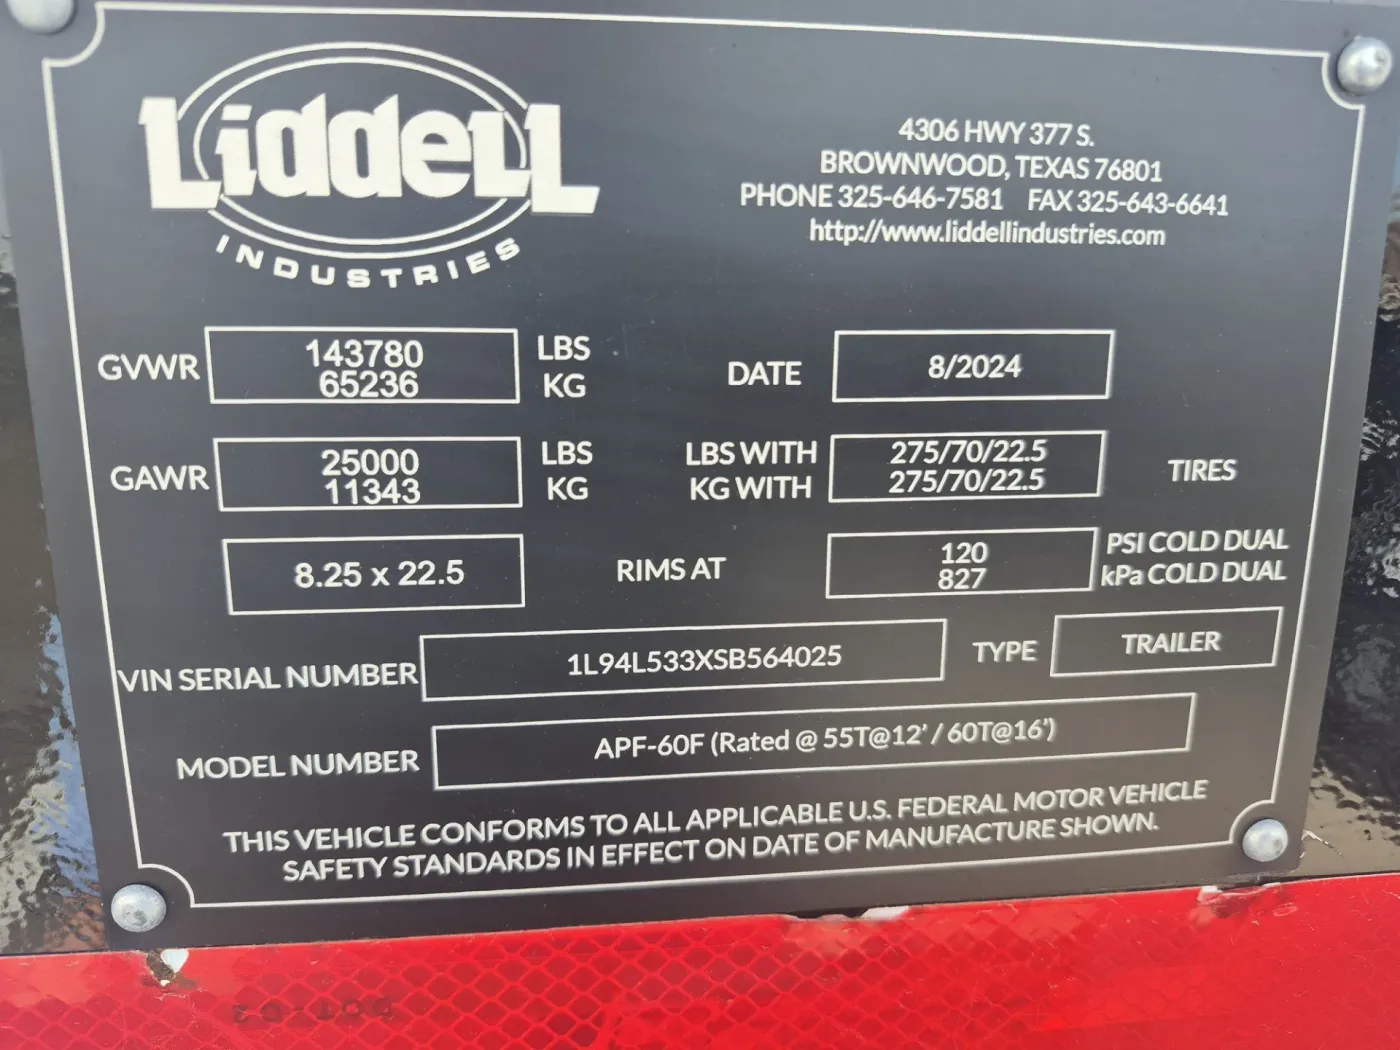 Liddell
INDUSTRIES
4306 HWY 377 S.
BROWNWOOD, TEXAS 76801
PHONE 325-646-7581 FAX 325-643-6641
http://www.liddellindustries.com
GVWR 143780 LBS
65236 KG
DATE 8/2024
GAWR 25000 LBS
11343 KG
LBS WITH 275/70/22.5
KG WITH 275/70/22.5
TIRES
8.25 x 22.5 RIMS AT
120 PSI COLD DUAL
827 kPa COLD DUAL
VIN SERIAL NUMBER 1L94L533XSB564025 TYPE TRAILER
MODEL NUMBER APF-60F (Rated @ 55T@12' / 60T@16')
THIS VEHICLE CONFORMS TO ALL APPLICABLE U.S. FEDERAL MOTOR VEHICLE
SAFETY STANDARDS IN EFFECT ON DATE OF MANUFACTURE SHOWN.